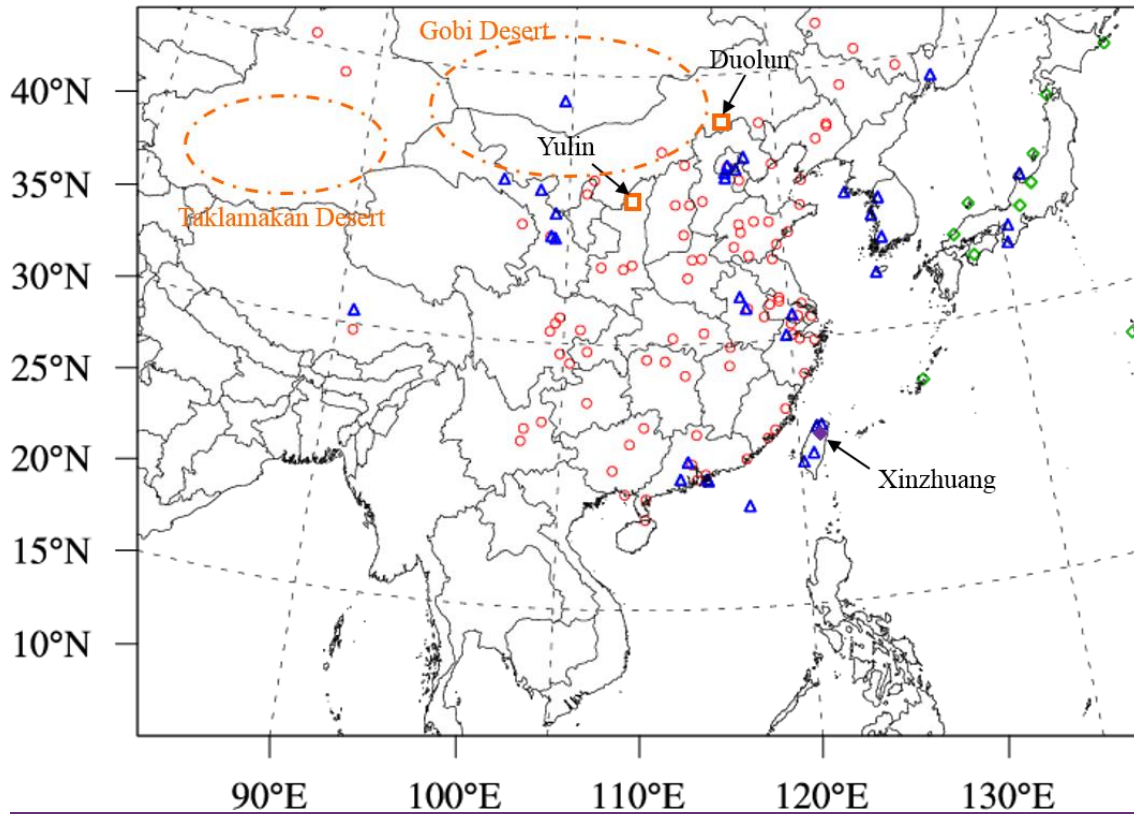 Gobi Desert
Duolun
40°N
Yulin
35°N
Taklamakan Desert
30°N
25°N
20°N
Xinzhuang
15°N
10°N
90°E
100°E
110°E
120°E
130°E